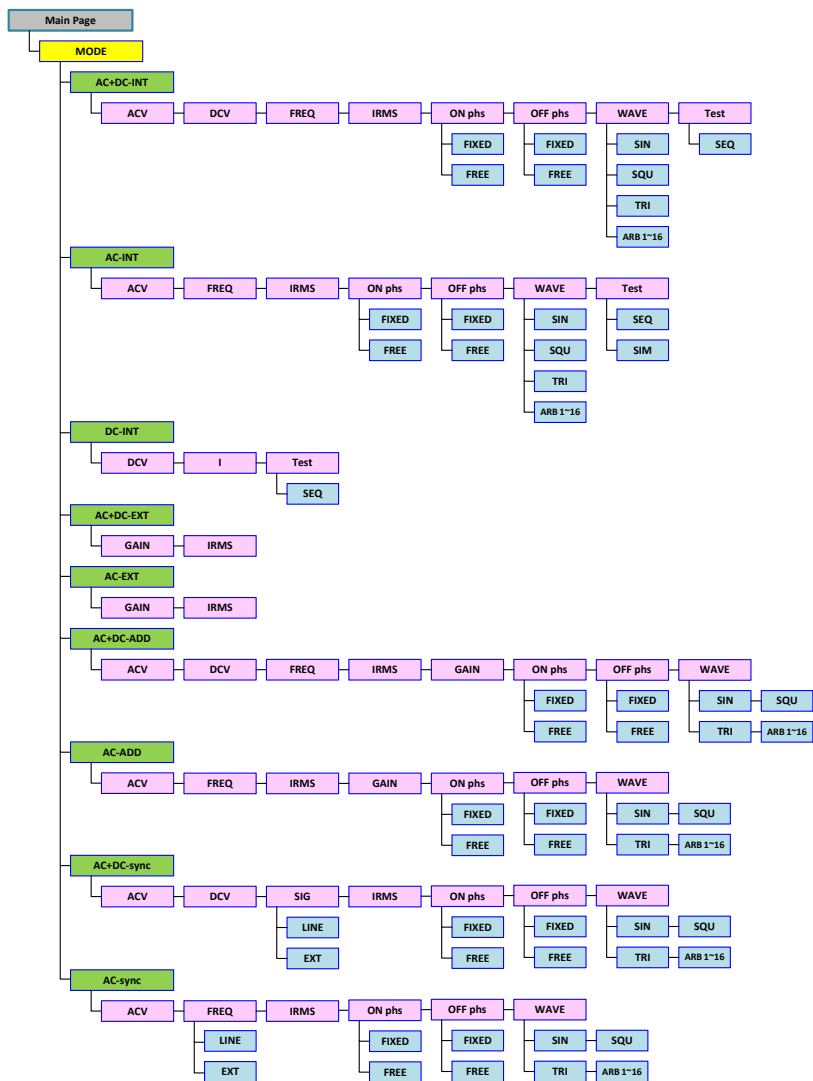 Main Page
MODE
AC+DC-INT
ACV DCV FREQ IRMS ON phs OFF phs WAVE Test
FIXED FIXED SIN SEQ
FREE FREE SQU
TRI
ARB 1~16
AC-INT
ACV FREQ IRMS ON phs OFF phs WAVE Test
FIXED FIXED SIN SEQ
FREE FREE SQU SIM
TRI
ARB 1~16
DC-INT
DCV I Test
SEQ
AC+DC-EXT
GAIN IRMS
AC-EXT
GAIN IRMS
AC+DC-ADD
ACV DCV FREQ IRMS GAIN ON phs OFF phs WAVE
FIXED FIXED SIN SQU
FREE FREE TRI ARB 1~16
AC-ADD
ACV FREQ IRMS GAIN ON phs OFF phs WAVE
FIXED FIXED SIN SQU
FREE FREE TRI ARB 1~16
AC+DC-sync
ACV DCV SIG IRMS ON phs OFF phs WAVE
LINE FIXED FIXED SIN SQU
EXT FREE FREE TRI ARB 1~16
AC-sync
ACV FREQ IRMS ON phs OFF phs WAVE
LINE FIXED FIXED SIN SQU
EXT FREE FREE TRI ARB 1~16